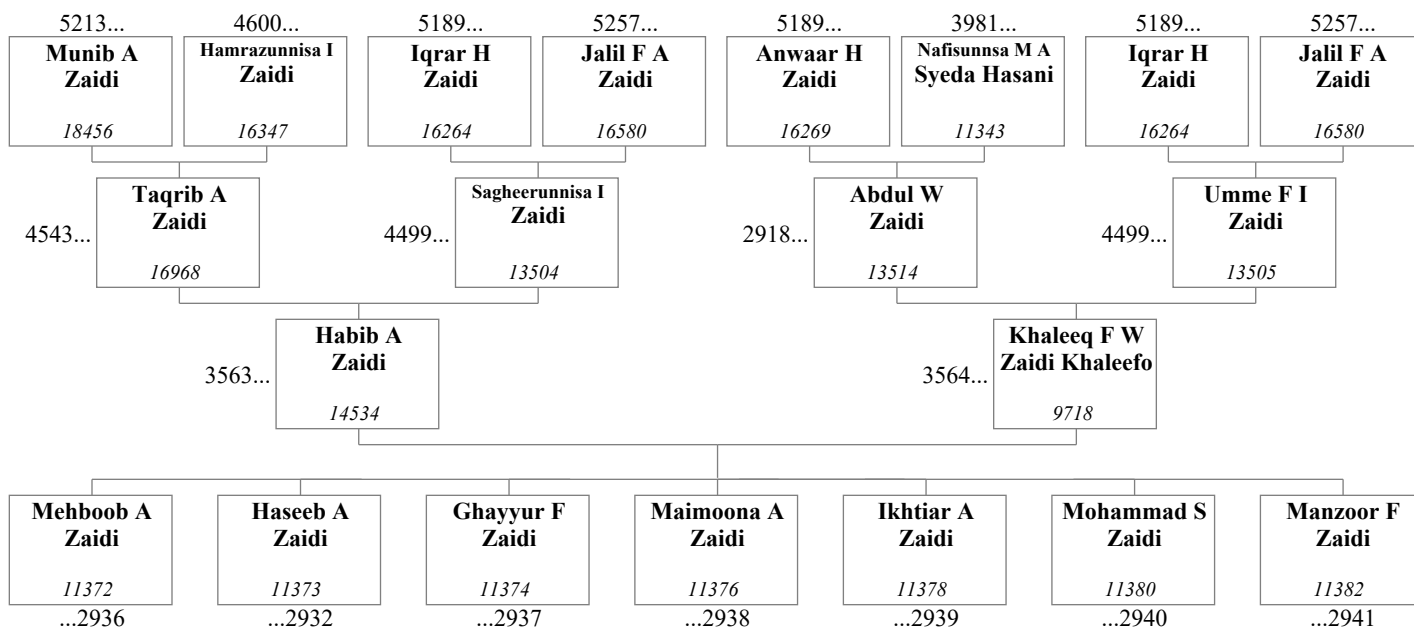 5213... 4600... 5189... 5257... 5189... 3981... 5189... 5257...
Munib A Hamrazunnisa I Iqrar H Jalil F A Anwaar H Nafisunnsa M A Iqrar H Jalil F A
Zaidi Zaidi Zaidi Zaidi Zaidi Syeda Hasani Zaidi Zaidi
18456 16347 16264 16580 16269 11343 16264 16580
Taqrib A Sagheerunnisa I Abdul W Umme F I
Zaidi Zaidi Zaidi Zaidi
4543... 4499... 2918... 4499...
16968 13504 13514 13505
Habib A Khaleeq F W
Zaidi Zaidi Khaleefo
3563... 3564...
14534 9718
Mehboob A Haseeb A Ghayyur F Maimoona A Ikhtiar A Mohammad S Manzoor F
Zaidi Zaidi Zaidi Zaidi Zaidi Zaidi Zaidi
11372 11373 11374 11376 11378 11380 11382
...2936 ...2932 ...2937 ...2938 ...2939 ...2940 ...2941